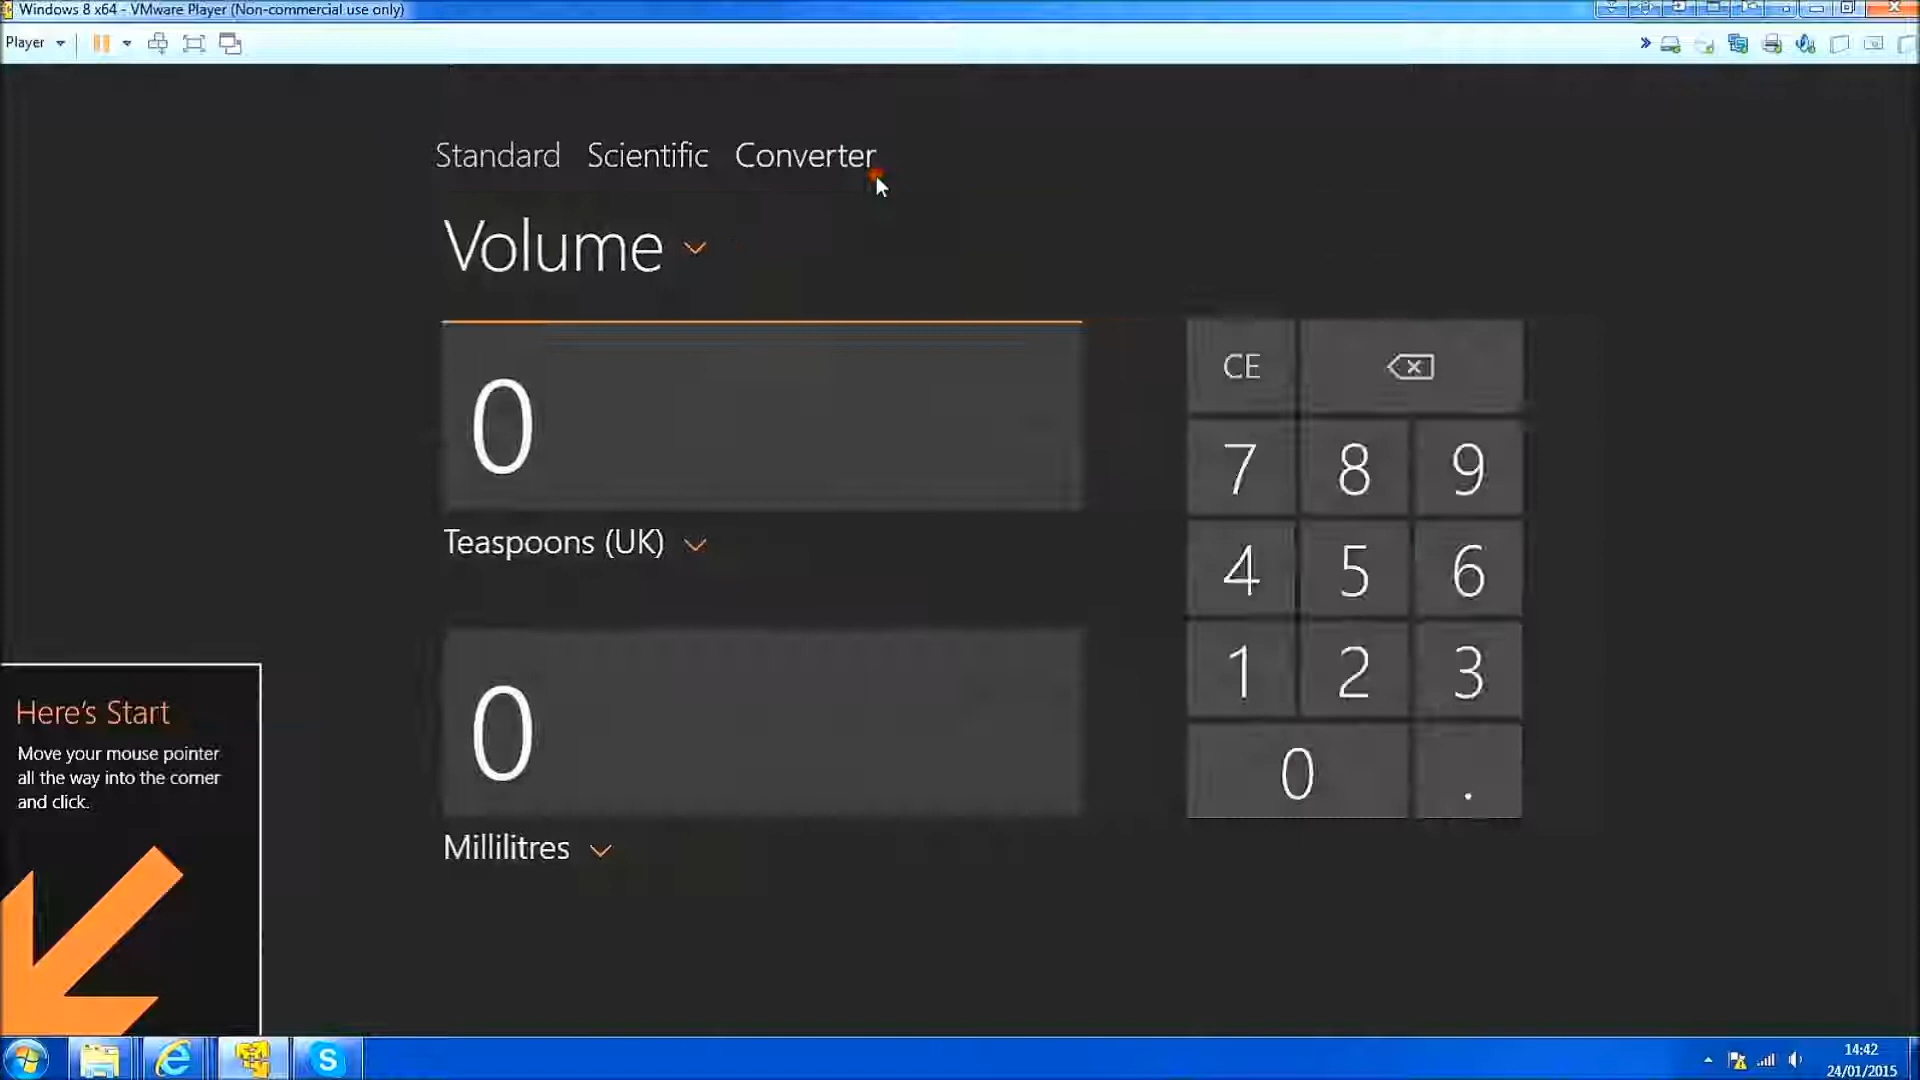 Windows 8 x64 - VMware Player (Non-commercial use only)
Player
Standard Scientific Converter
Volume
0
Teaspoons (UK)
0
Millilitres
CE
7 8 9
4 5 6
1 2 3
0 .
Here's Start
Move your mouse pointer
all the way into the corner
and click.
14:42
24/01/2015